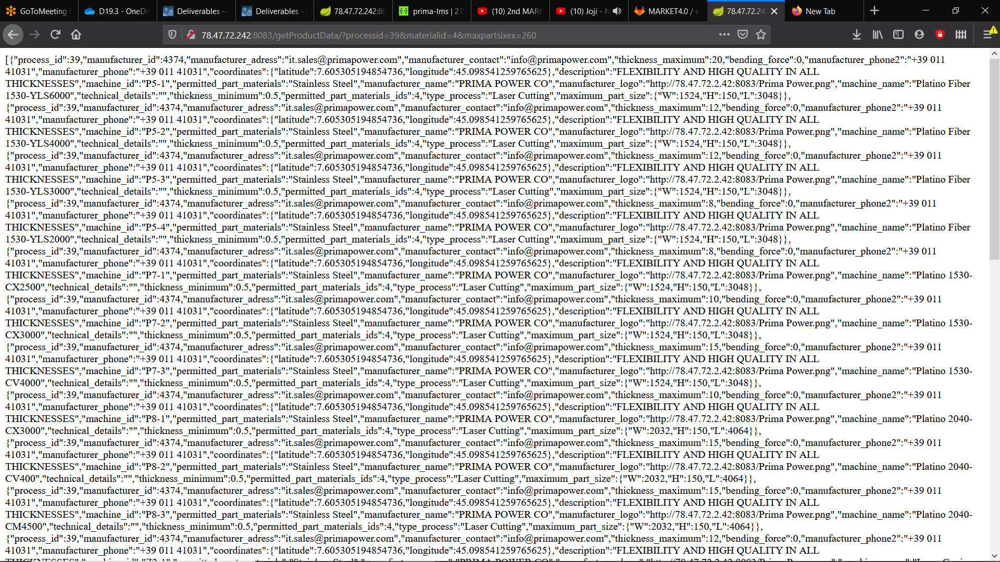 GoToMeeting
D19.3 - OneDri
Deliverables —
Deliverables -
78.47.72.242:80
prima-lms | 2.0
(10) 2nd MARK
(10) Joji - N
MARKET4.0 / e
78.47.72.242
New Tab
78.47.72.242:8083/getProductData/?processid=39&materialid=4&maxpartsixex=260
[{"process_id":39,"manufacturer_id":4374,"manufacturer_adress":"it.sales@primapower.com","manufacturer_contact":"info@primapower.com","thickness_maximum":20,"bending_force":0,"manufacturer_phone2":"+39 011
41031","manufacturer_phone":"+39 011 41031","coordinates":{"latitude":7.605305194854736,"longitude":45.098541259765625},"description":"FLEXIBILITY AND HIGH QUALITY IN ALL
THICKNESSES","machine_id":"P5-1","permitted_part_materials":"Stainless Steel","manufacturer_name":"PRIMA POWER CO","manufacturer_logo":"http://78.47.72.2.42:8083/Prima Power.png","machine_name":"Platino Fiber
1530-YLS6000","technical_details":"","thickness_minimum":0.5,"permitted_part_materials_ids":4,"type_process":"Laser Cutting","maximum_part_size":{"W":1524,"H":150,"L":3048}},
{"process_id":39,"manufacturer_id":4374,"manufacturer_adress":"it.sales@primapower.com","manufacturer_contact":"info@primapower.com","thickness_maximum":12,"bending_force":0,"manufacturer_phone2":"+39 011
41031","manufacturer_phone":"+39 011 41031","coordinates":{"latitude":7.605305194854736,"longitude":45.098541259765625},"description":"FLEXIBILITY AND HIGH QUALITY IN ALL
THICKNESSES","machine_id":"P5-2","permitted_part_materials":"Stainless Steel","manufacturer_name":"PRIMA POWER CO","manufacturer_logo":"http://78.47.72.2.42:8083/Prima Power.png","machine_name":"Platino Fiber
1530-YLS4000","technical_details":"","thickness_minimum":0.5,"permitted_part_materials_ids":4,"type_process":"Laser Cutting","maximum_part_size":{"W":1524,"H":150,"L":3048}},
{"process_id":39,"manufacturer_id":4374,"manufacturer_adress":"it.sales@primapower.com","manufacturer_contact":"info@primapower.com","thickness_maximum":12,"bending_force":0,"manufacturer_phone2":"+39 011
41031","manufacturer_phone":"+39 011 41031","coordinates":{"latitude":7.605305194854736,"longitude":45.098541259765625},"description":"FLEXIBILITY AND HIGH QUALITY IN ALL
THICKNESSES","machine_id":"P5-3","permitted_part_materials":"Stainless Steel","manufacturer_name":"PRIMA POWER CO","manufacturer_logo":"http://78.47.72.2.42:8083/Prima Power.png","machine_name":"Platino Fiber
1530-YLS3000","technical_details":"","thickness_minimum":0.5,"permitted_part_materials_ids":4,"type_process":"Laser Cutting","maximum_part_size":{"W":1524,"H":150,"L":3048}},
{"process_id":39,"manufacturer_id":4374,"manufacturer_adress":"it.sales@primapower.com","manufacturer_contact":"info@primapower.com","thickness_maximum":8,"bending_force":0,"manufacturer_phone2":"+39 011
41031","manufacturer_phone":"+39 011 41031","coordinates":{"latitude":7.605305194854736,"longitude":45.098541259765625},"description":"FLEXIBILITY AND HIGH QUALITY IN ALL
THICKNESSES","machine_id":"P5-4","permitted_part_materials":"Stainless Steel","manufacturer_name":"PRIMA POWER CO","manufacturer_logo":"http://78.47.72.2.42:8083/Prima Power.png","machine_name":"Platino Fiber
1530-YLS2000","technical_details":"","thickness_minimum":0.5,"permitted_part_materials_ids":4,"type_process":"Laser Cutting","maximum_part_size":{"W":1524,"H":150,"L":3048}},
{"process_id":39,"manufacturer_id":4374,"manufacturer_adress":"it.sales@primapower.com","manufacturer_contact":"info@primapower.com","thickness_maximum":8,"bending_force":0,"manufacturer_phone2":"+39 011
41031","manufacturer_phone":"+39 011 41031","coordinates":{"latitude":7.605305194854736,"longitude":45.098541259765625},"description":"FLEXIBILITY AND HIGH QUALITY IN ALL
THICKNESSES","machine_id":"P7-1","permitted_part_materials":"Stainless Steel","manufacturer_name":"PRIMA POWER CO","manufacturer_logo":"http://78.47.72.2.42:8083/Prima Power.png","machine_name":"Platino 1530-
CX2500","technical_details":"","thickness_minimum":0.5,"permitted_part_materials_ids":4,"type_process":"Laser Cutting","maximum_part_size":{"W":1524,"H":150,"L":3048}},
{"process_id":39,"manufacturer_id":4374,"manufacturer_adress":"it.sales@primapower.com","manufacturer_contact":"info@primapower.com","thickness_maximum":10,"bending_force":0,"manufacturer_phone2":"+39 011
41031","manufacturer_phone":"+39 011 41031","coordinates":{"latitude":7.605305194854736,"longitude":45.098541259765625},"description":"FLEXIBILITY AND HIGH QUALITY IN ALL
THICKNESSES","machine_id":"P7-2","permitted_part_materials":"Stainless Steel","manufacturer_name":"PRIMA POWER CO","manufacturer_logo":"http://78.47.72.2.42:8083/Prima Power.png","machine_name":"Platino 1530-
CX3000","technical_details":"","thickness_minimum":0.5,"permitted_part_materials_ids":4,"type_process":"Laser Cutting","maximum_part_size":{"W":1524,"H":150,"L":3048}},
{"process_id":39,"manufacturer_id":4374,"manufacturer_adress":"it.sales@primapower.com","manufacturer_contact":"info@primapower.com","thickness_maximum":15,"bending_force":0,"manufacturer_phone2":"+39 011
41031","manufacturer_phone":"+39 011 41031","coordinates":{"latitude":7.605305194854736,"longitude":45.098541259765625},"description":"FLEXIBILITY AND HIGH QUALITY IN ALL
THICKNESSES","machine_id":"P7-3","permitted_part_materials":"Stainless Steel","manufacturer_name":"PRIMA POWER CO","manufacturer_logo":"http://78.47.72.2.42:8083/Prima Power.png","machine_name":"Platino 1530-
CV4000","technical_details":"","thickness_minimum":0.5,"permitted_part_materials_ids":4,"type_process":"Laser Cutting","maximum_part_size":{"W":1524,"H":150,"L":3048}},
{"process_id":39,"manufacturer_id":4374,"manufacturer_adress":"it.sales@primapower.com","manufacturer_contact":"info@primapower.com","thickness_maximum":10,"bending_force":0,"manufacturer_phone2":"+39 011
41031","manufacturer_phone":"+39 011 41031","coordinates":{"latitude":7.605305194854736,"longitude":45.098541259765625},"description":"FLEXIBILITY AND HIGH QUALITY IN ALL
THICKNESSES","machine_id":"P8-1","permitted_part_materials":"Stainless Steel","manufacturer_name":"PRIMA POWER CO","manufacturer_logo":"http://78.47.72.2.42:8083/Prima Power.png","machine_name":"Platino 2040-
CX3000","technical_details":"","thickness_minimum":0.5,"permitted_part_materials_ids":4,"type_process":"Laser Cutting","maximum_part_size":{"W":2032,"H":150,"L":4064}},
{"process_id":39,"manufacturer_id":4374,"manufacturer_adress":"it.sales@primapower.com","manufacturer_contact":"info@primapower.com","thickness_maximum":15,"bending_force":0,"manufacturer_phone2":"+39 011
41031","manufacturer_phone":"+39 011 41031","coordinates":{"latitude":7.605305194854736,"longitude":45.098541259765625},"description":"FLEXIBILITY AND HIGH QUALITY IN ALL
THICKNESSES","machine_id":"P8-2","permitted_part_materials":"Stainless Steel","manufacturer_name":"PRIMA POWER CO","manufacturer_logo":"http://78.47.72.2.42:8083/Prima Power.png","machine_name":"Platino 2040-
CV400","technical_details":"","thickness_minimum":0.5,"permitted_part_materials_ids":4,"type_process":"Laser Cutting","maximum_part_size":{"W":2032,"H":150,"L":4064}},
{"process_id":39,"manufacturer_id":4374,"manufacturer_adress":"it.sales@primapower.com","manufacturer_contact":"info@primapower.com","thickness_maximum":15,"bending_force":0,"manufacturer_phone2":"+39 011
41031","manufacturer_phone":"+39 011 41031","coordinates":{"latitude":7.605305194854736,"longitude":45.098541259765625},"description":"FLEXIBILITY AND HIGH QUALITY IN ALL
THICKNESSES","machine_id":"P8-3","permitted_part_materials":"Stainless Steel","manufacturer_name":"PRIMA POWER CO","manufacturer_logo":"http://78.47.72.2.42:8083/Prima Power.png","machine_name":"Platino 2040-
CM4500","technical_details":"","thickness_minimum":0.5,"permitted_part_materials_ids":4,"type_process":"Laser Cutting","maximum_part_size":{"W":2032,"H":150,"L":4064}},
{"process_id":39,"manufacturer_id":4374,"manufacturer_adress":"it.sales@primapower.com","manufacturer_contact":"info@primapower.com","thickness_maximum":12,"bending_force":0,"manufacturer_phone2":"+39 011
41031","manufacturer_phone":"+39 011 41031","coordinates":{"latitude":7.605305194854736,"longitude":45.098541259765625},"description":"FLEXIBILITY AND HIGH QUALITY IN ALL